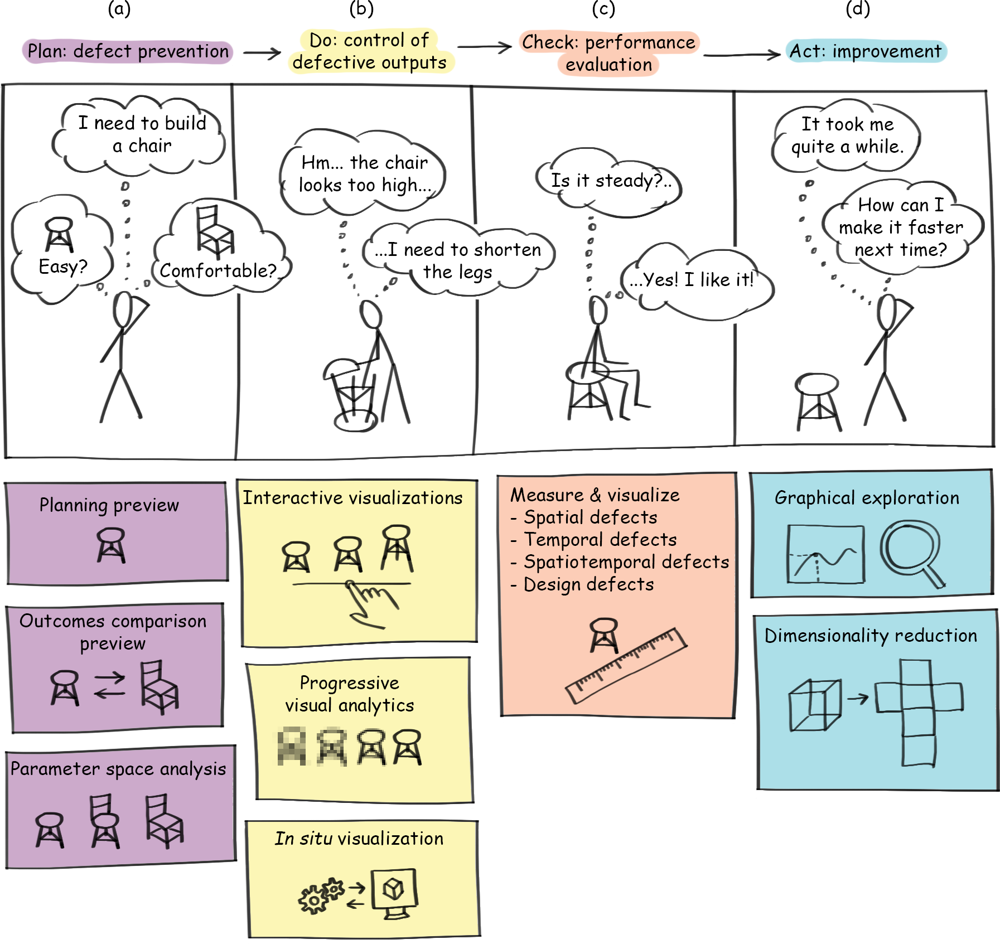 (a)
(b)
(c)
(d)
Plan: defect prevention
Do: control of
defective outputs
Check: performance
evaluation
Act: improvement
I need to build
a chair
Easy?
Comfortable?
Hm... the chair
looks too high...
...I need to shorten
the legs
Is it steady?..
...Yes! I like it!
It took me
quite a while.
How can I
make it faster
next time?
Planning preview
Outcomes comparison
preview
Parameter space analysis
Interactive visualizations
Progressive
visual analytics
In situ visualization
Measure & visualize
- Spatial defects
- Temporal defects
- Spatiotemporal defects
- Design defects
Graphical exploration
Dimensionality reduction